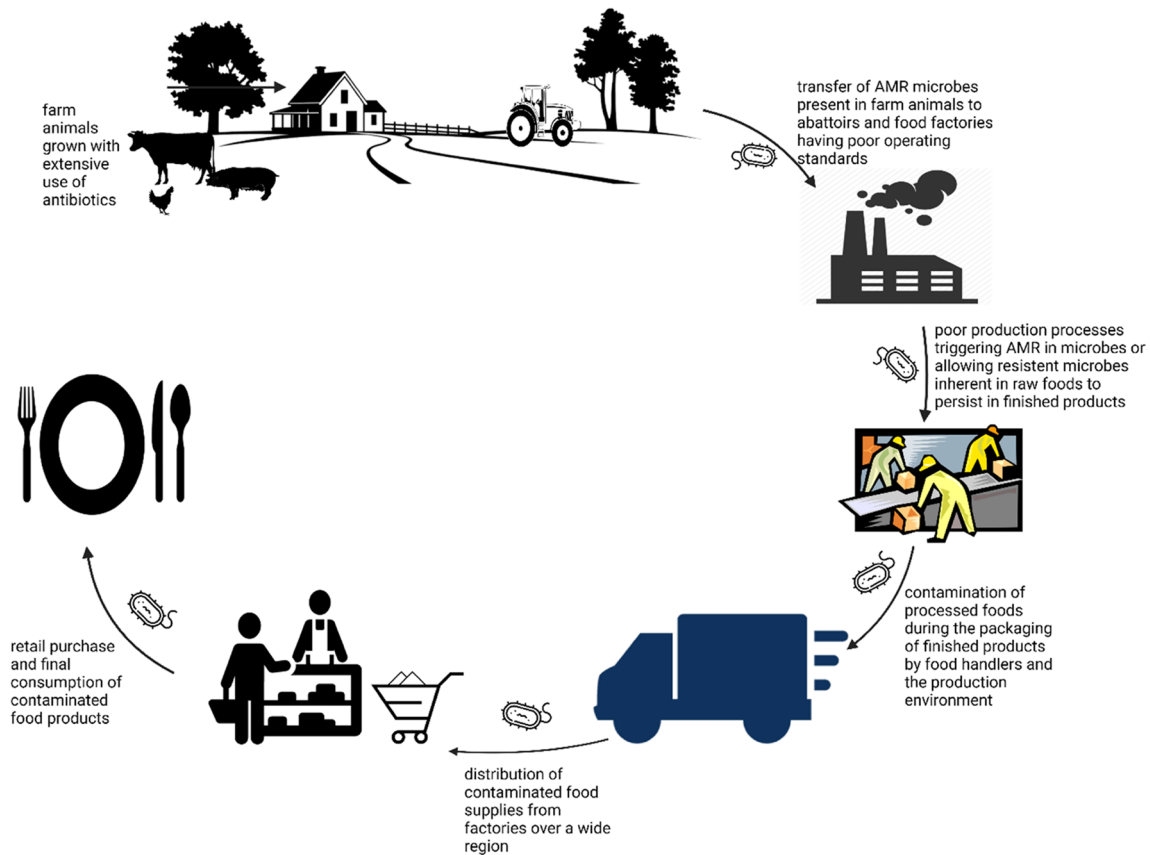 farm
animals
grown with
extensive
use of
antibiotics
transfer of AMR microbes
present in farm animals to
abattoirs and food factories
having poor operating
standards
poor production processes
triggering AMR in microbes or
allowing resistent microbes
inherent in raw foods to
persist in finished products
contamination of
processed foods
during the packaging
of finished products
by food handlers and
the production
environment
distribution of
contaminated food
supplies from
factories over a wide
region
retail purchase
and final
consumption of
contaminated
food products